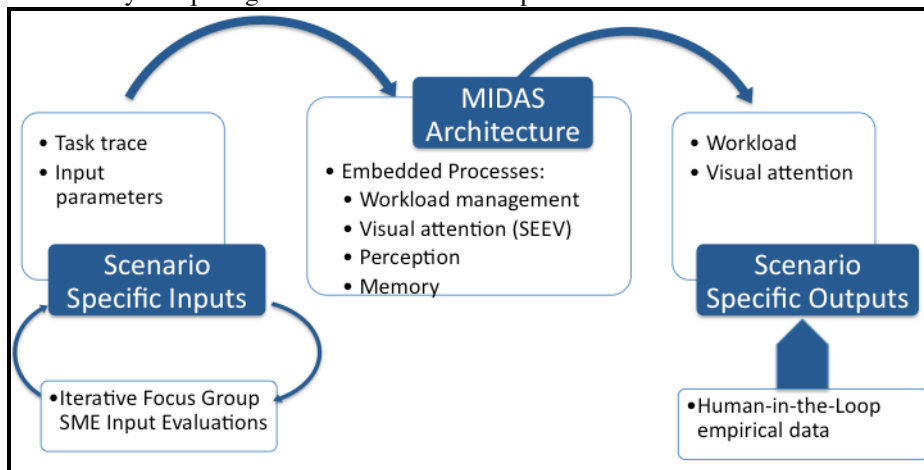 MIDAS
Architecture
• Task trace
• Input
parameters
Scenario
Specific Inputs
• Embedded Processes:
• Workload management
• Visual attention (SEEV)
• Perception
• Memory
• Workload
• Visual attention
Scenario
Specific Outputs
•Iterative Focus Group
SME Input Evaluations
•Human-in-the-Loop
empirical data